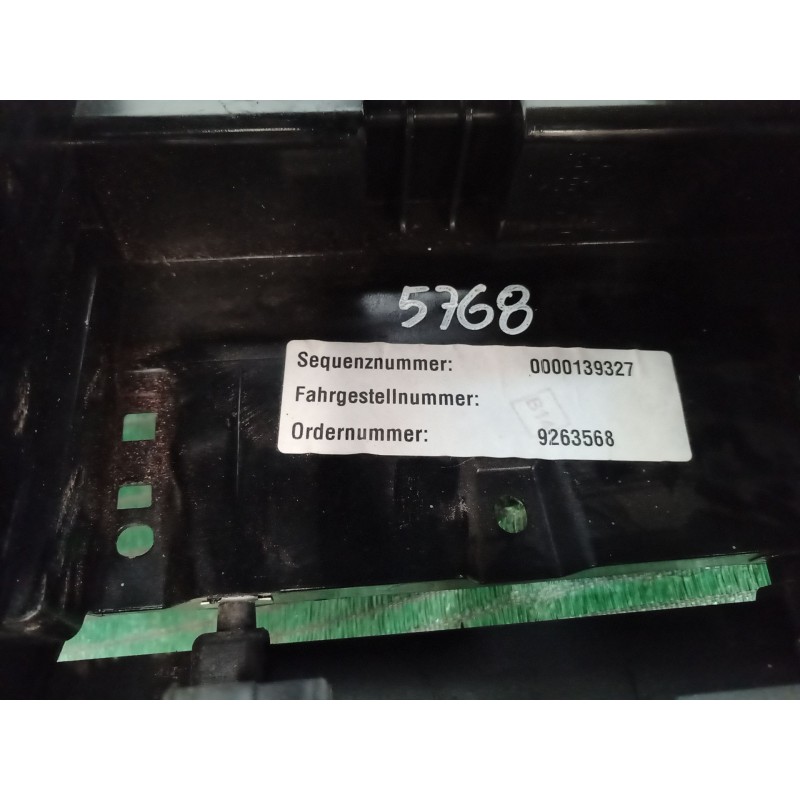 5768
Sequenznummer: 0000139327
Fahrgestellnummer:
Ordernummer: 9263568